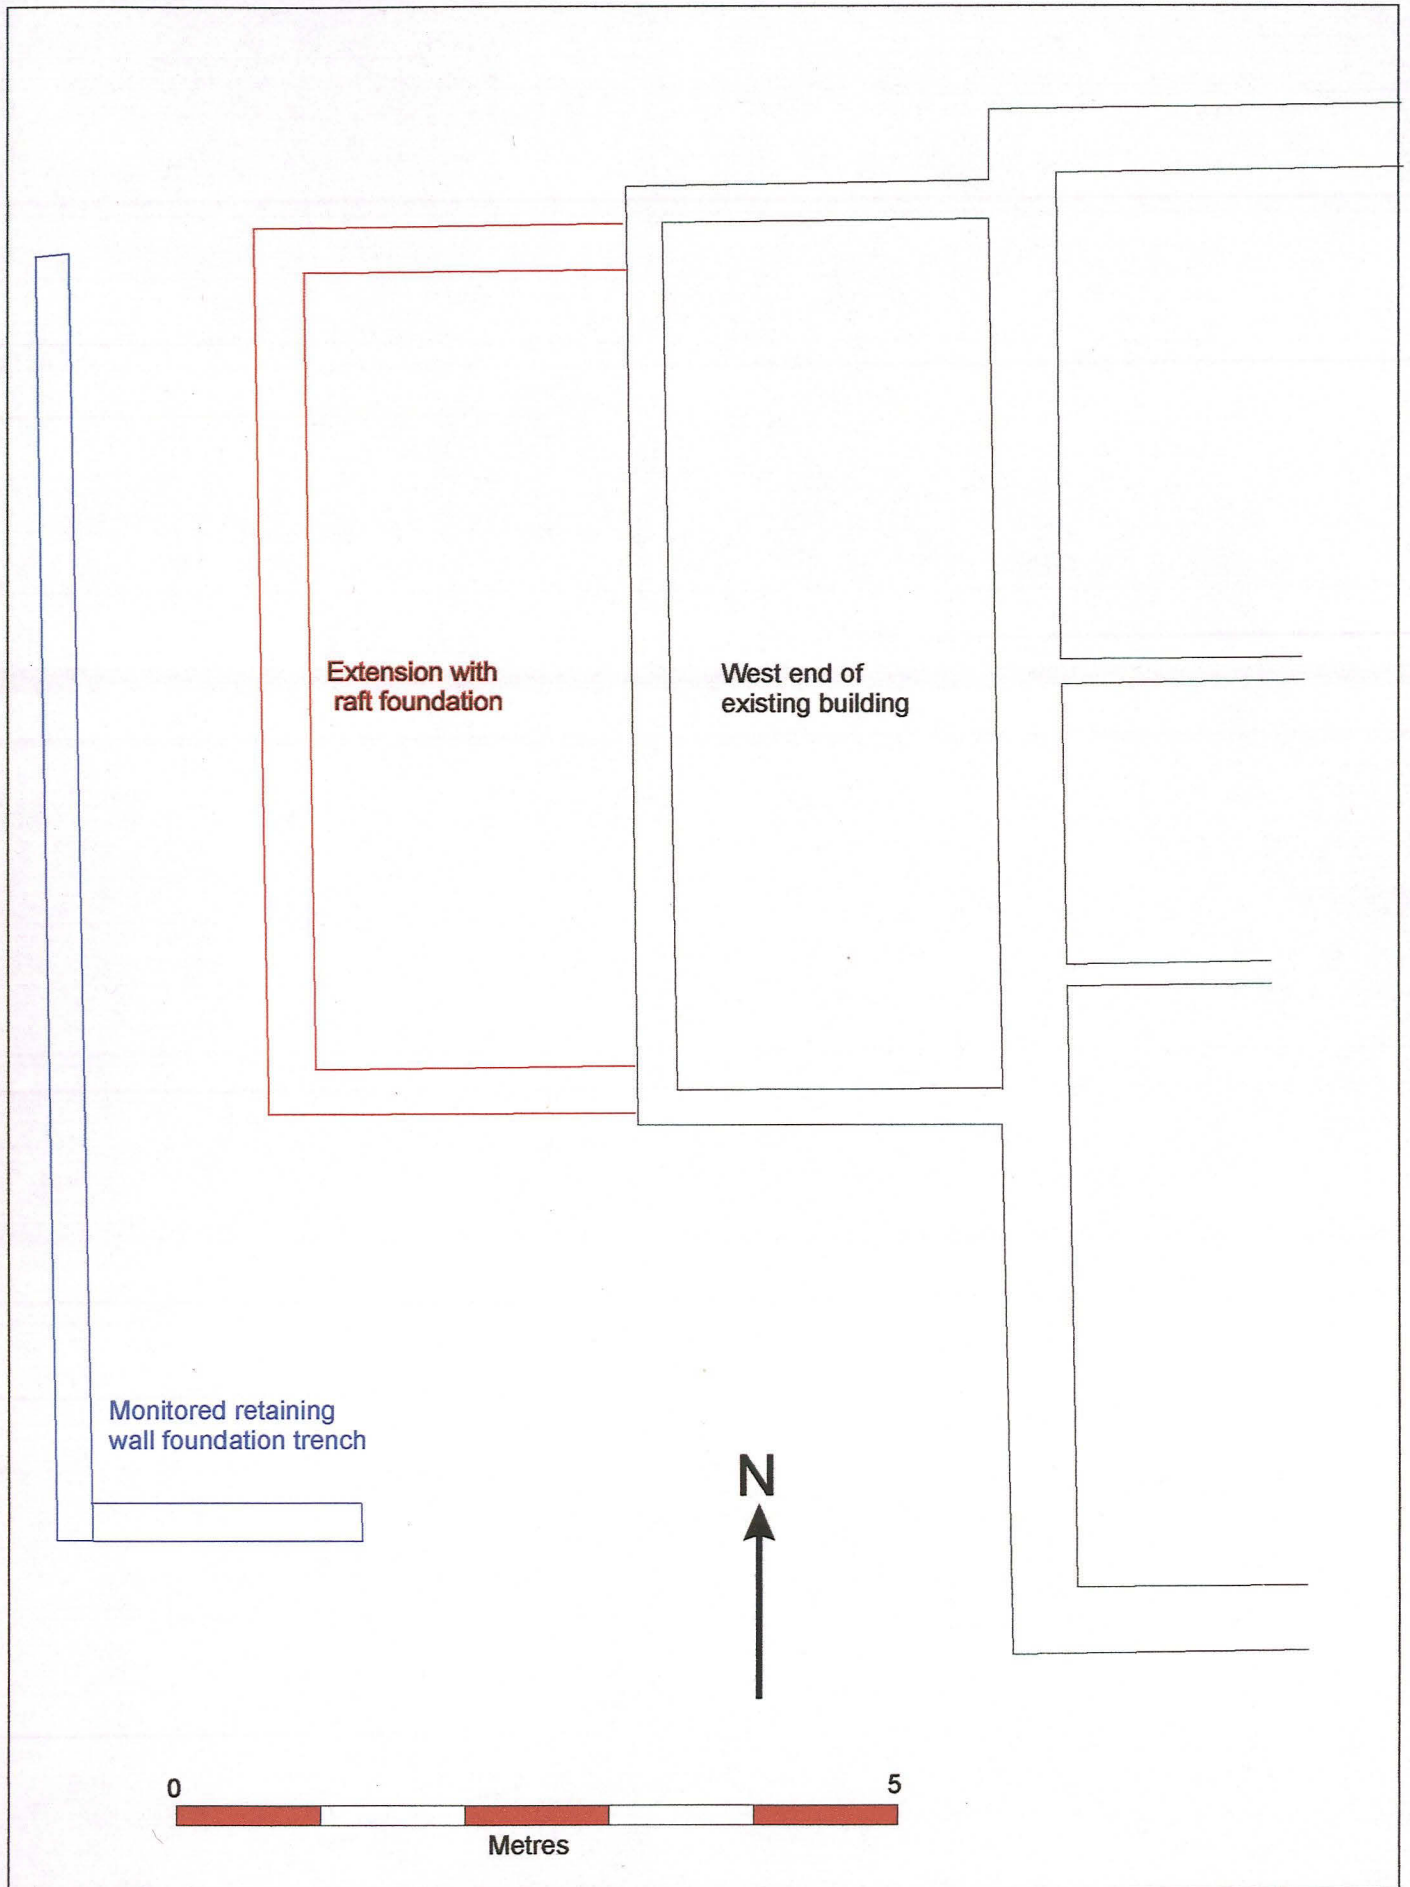 Extension with
raft foundation
West end of
existing building
Monitored retaining
wall foundation trench
N
0
5
Metres